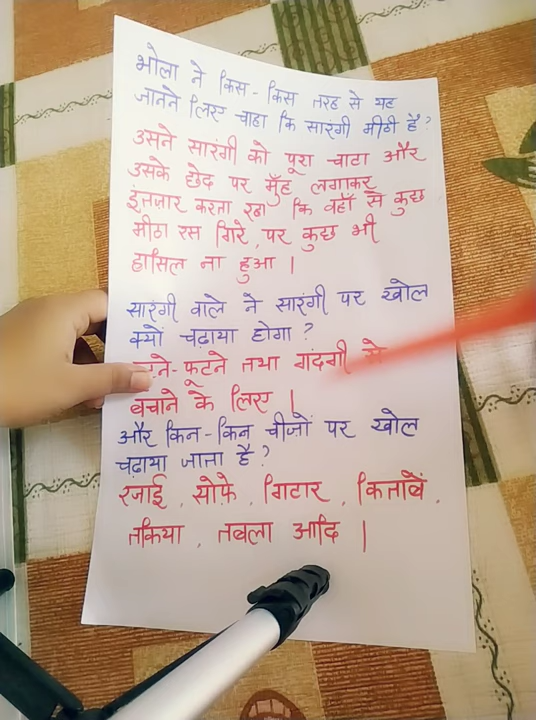 भोला ने किस-किस तरह से यह
जानने लिए चाहा कि सारंगी मीठी है?
उसने सारंगी को पूरा चाटा और
उसके छेद पर मुँह लगाकर
इंतज़ार करता रहा कि वहाँ से कुछ
मीठा रस गिरे, पर कुछ भी
हासिल ना हुआ।
सारंगी वाले ने सारंगी पर खोल
क्यों चढ़ाया होगा?
फूटने तथा गंदगी से
बचाने के लिए।
और किन-किन चीजों पर खोल
चढ़ाया जाता है?
रजाई, सोफ़े, गिटार, किताबें,
तकिया, तबला आदि।